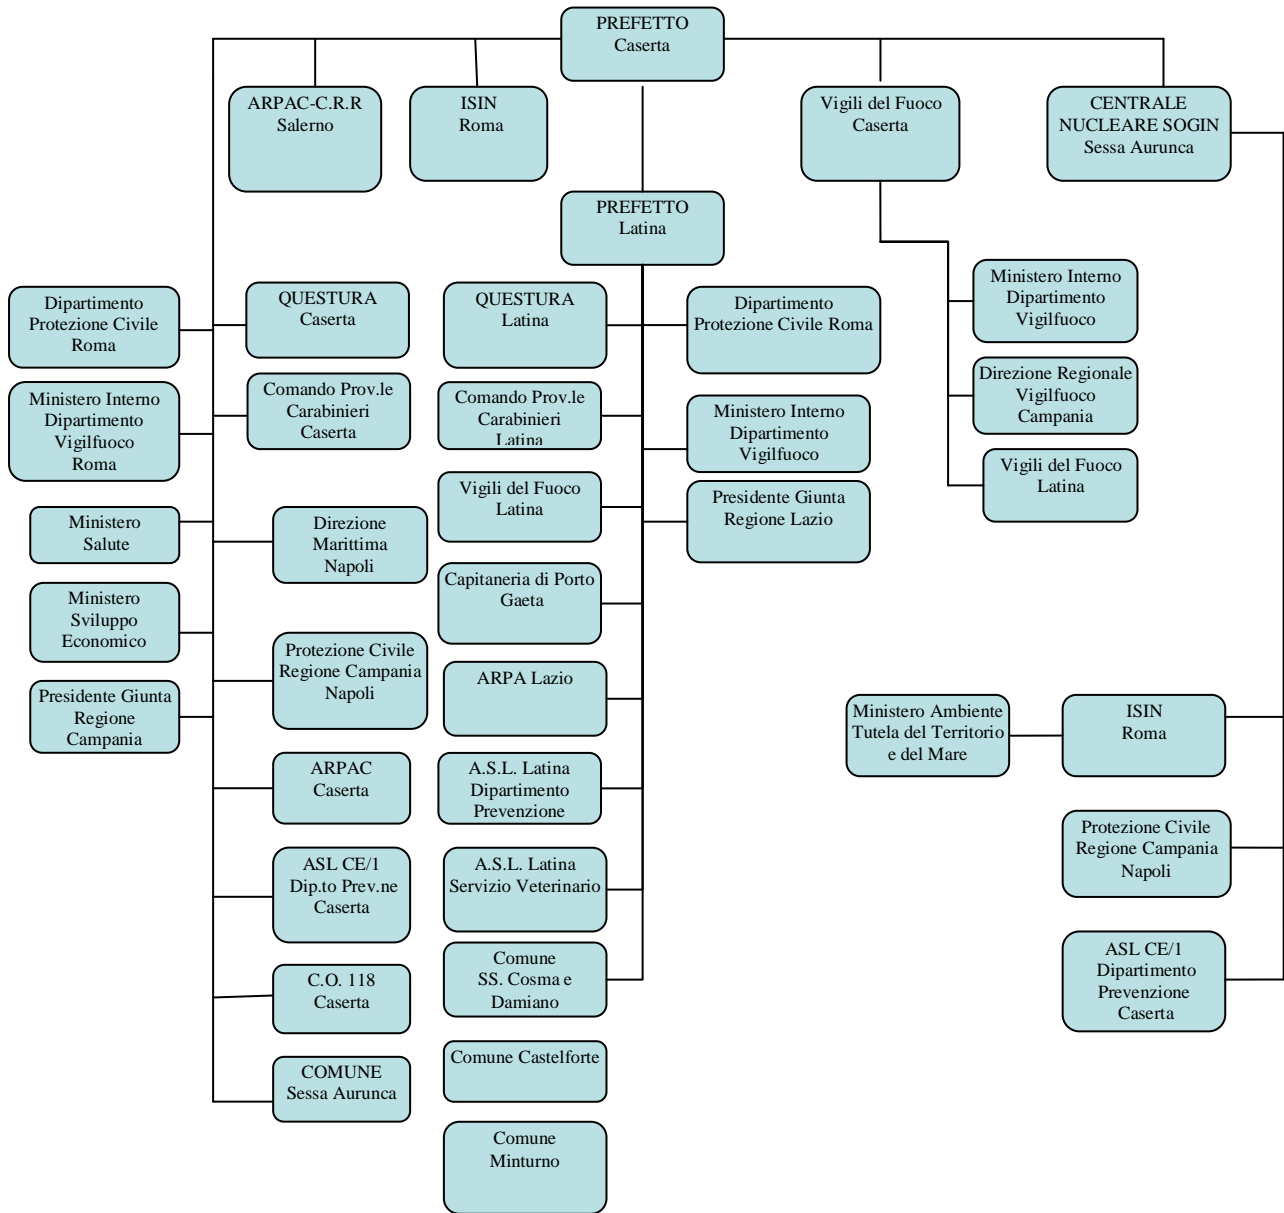 PREFETTO
Caserta
ARPAC-C.R.R
Salerno
ISIN
Roma
Vigili del Fuoco
Caserta
CENTRALE
NUCLEARE SOGIN
Sessa Aurunca
PREFETTO
Latina
Dipartimento
Protezione Civile
Roma
Ministero Interno
Dipartimento
Vigilfuoco
Roma
Ministero
Salute
Ministero
Sviluppo
Economico
Presidente Giunta
Regione
Campania
QUESTURA
Caserta
Comando Prov.le
Carabinieri
Caserta
Direzione
Marittima
Napoli
Protezione Civile
Regione Campania
Napoli
ARPAC
Caserta
ASL CE/1
Dip.to Prev.ne
Caserta
C.O. 118
Caserta
COMUNE
Sessa Aurunca
QUESTURA
Latina
Comando Prov.le
Carabinieri
Latina
Vigili del Fuoco
Latina
Capitaneria di Porto
Gaeta
ARPA Lazio
A.S.L. Latina
Dipartimento
Prevenzione
A.S.L. Latina
Servizio Veterinario
Comune
SS. Cosma e
Damiano
Comune Castelforte
Comune
Minturno
Dipartimento
Protezione Civile Roma
Ministero Interno
Dipartimento
Vigilfuoco
Presidente Giunta
Regione Lazio
Ministero Interno
Dipartimento
Vigilfuoco
Direzione Regionale
Vigilfuoco
Campania
Vigili del Fuoco
Latina
Ministero Ambiente
Tutela del Territorio
e del Mare
ISIN
Roma
Protezione Civile
Regione Campania
Napoli
ASL CE/1
Dipartimento
Prevenzione
Caserta